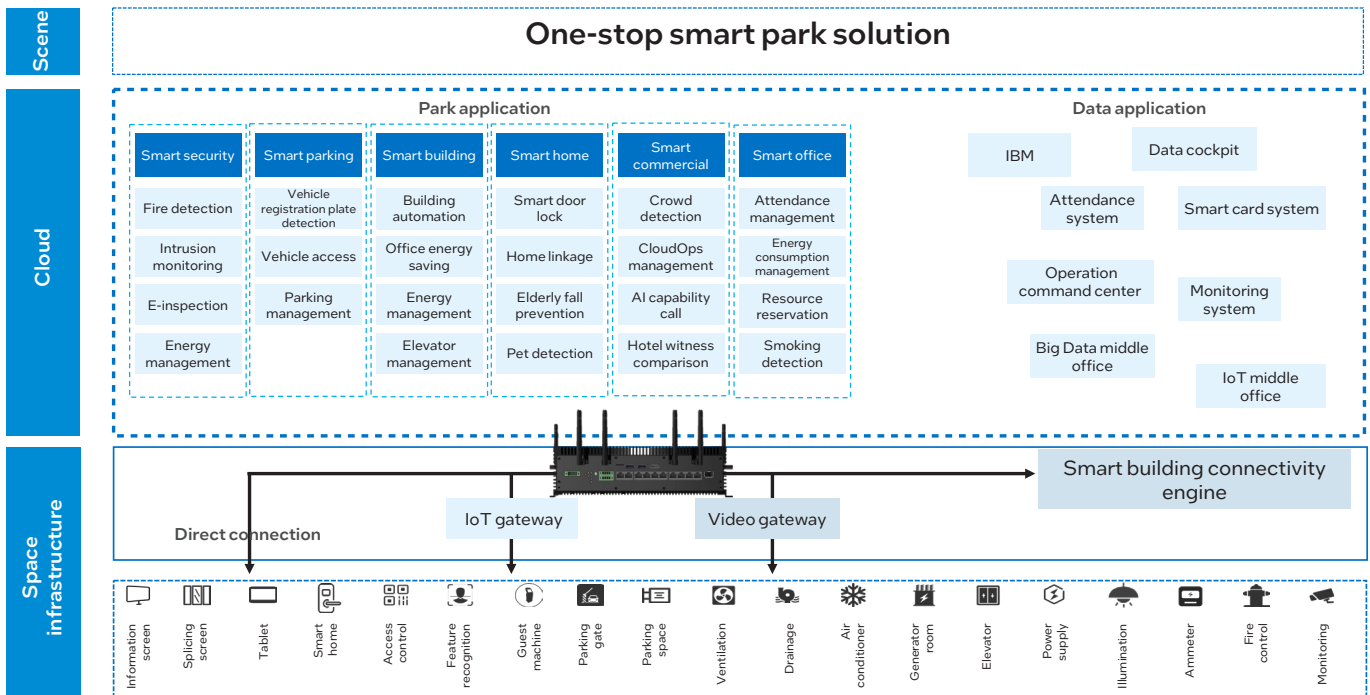 Scene
One-stop smart park solution
Cloud
Park application
Data application
Smart security
Smart parking
Smart building
Smart home
Smart
commercial
Smart office
Fire detection
Vehicle
registration plate
detection
Building
automation
Smart door
lock
Crowd
detection
Attendance
management
Intrusion
monitoring
Vehicle access
Office energy
saving
Home linkage
CloudOps
management
Energy
consumption
management
E-inspection
Parking
management
Energy
management
Elderly fall
prevention
AI capability
call
Resource
reservation
Energy
management
Elevator
management
Pet detection
Hotel witness
comparison
Smoking
detection
IBM
Data cockpit
Attendance
system
Smart card system
Operation
command center
Monitoring
system
Big Data middle
office
IoT middle
office
Space
infrastructure
Smart building connectivity
engine
Direct connection
IoT gateway
Video gateway
Information
screen
Splicing
screen
Tablet
Smart
home
Access
control
Feature
recognition
Guest
machine
Parking
gate
Parking
space
Ventilation
Drainage
Air
conditioner
Generator
room
Elevator
Power
supply
Illumination
Ammeter
Fire
control
Monitoring